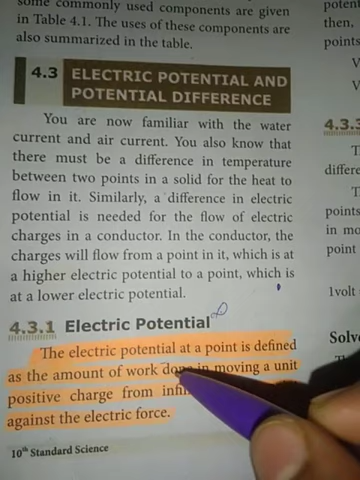 some commonly used components are given
in Table 4.1. The uses of these components are
also summarized in the table.
4.3 ELECTRIC POTENTIAL AND
POTENTIAL DIFFERENCE
You are now familiar with the water
current and air current. You also know that
there must be a difference in temperature
between two points in a solid for the heat to
flow in it. Similarly, a difference in electric
potential is needed for the flow of electric
charges in a conductor. In the conductor, the
charges will flow from a point in it, which is at
a higher electric potential to a point, which is
at a lower electric potential.
4.3.1 Electric Potential
The electric potential at a point is defined
as the amount of work done in moving a unit
positive charge from
against the electric force.
10th Standard Science
then,
points
V
V
4.3.3
differe
points
in mo
point
1volt =
Solve